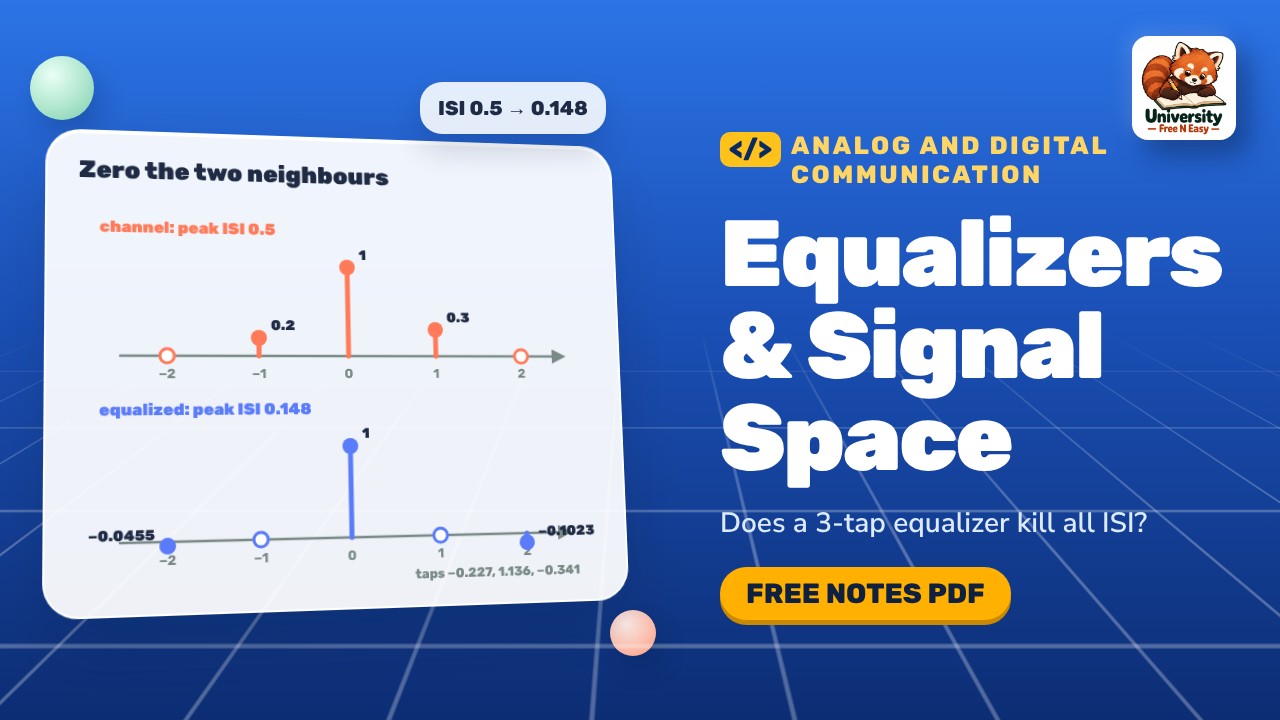 ISI 0.5 → 0.148
Zero the two neighbours
channel: peak ISI 0.5
1
0.2
0.3
−2
−1
0
1
2
equalized: peak ISI 0.148
1
−0.0455
−0.1023
−2
−1
0
1
2
taps −0.227, 1.136, −0.341
University
Free N Easy
</> ANALOG AND DIGITAL
COMMUNICATION
Equalizers
& Signal
Space
Does a 3-tap equalizer kill all ISI?
FREE NOTES PDF